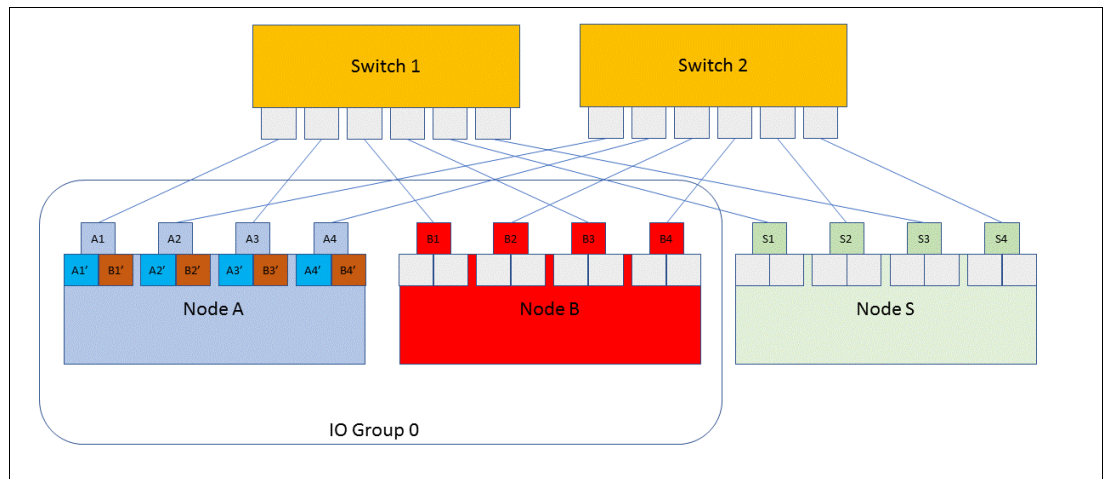 Switch 1
Switch 2
A1
A2
A3
A4
B1
B2
B3
B4
S1
S2
S3
S4
A1’
B1’
A2’
B2’
A3’
B3’
A4’
B4’
Node A
Node B
Node S
IO Group 0